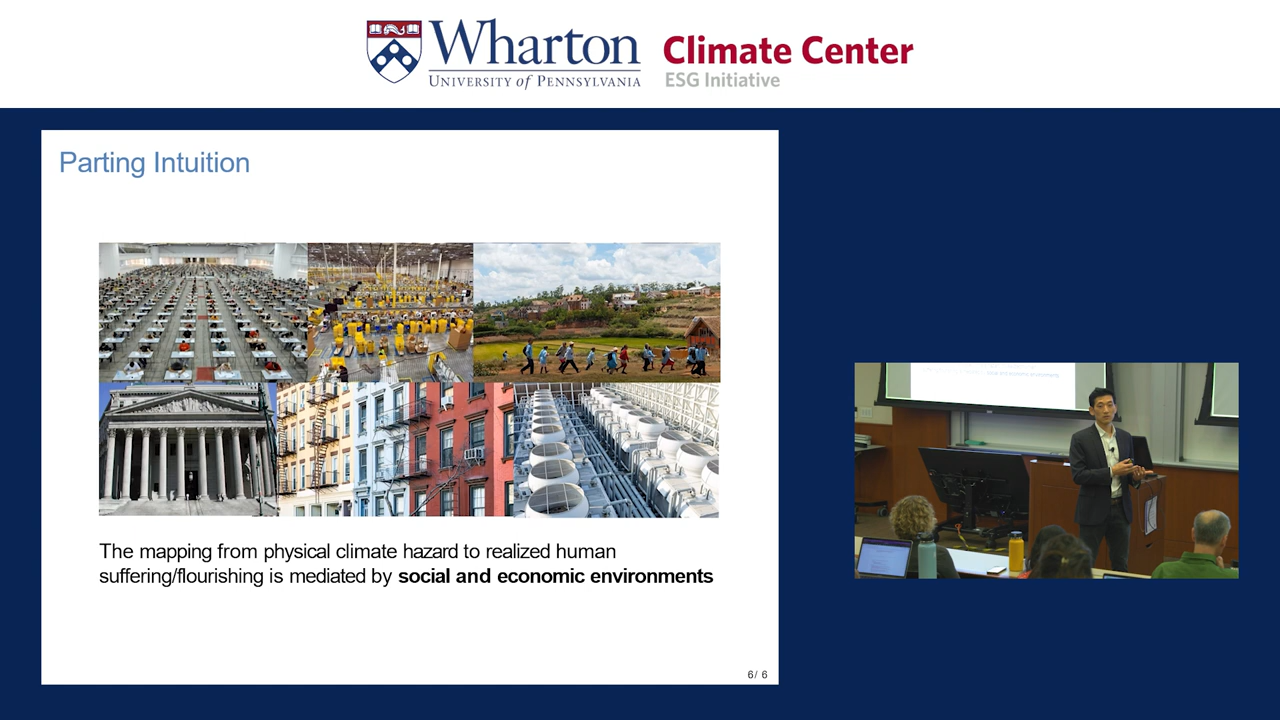 Wharton
UNIVERSITY of PENNSYLVANIA
Climate Center
ESG Initiative
Parting Intuition
The mapping from physical climate hazard to realized human
suffering/flourishing is mediated by social and economic environments
6/ 6